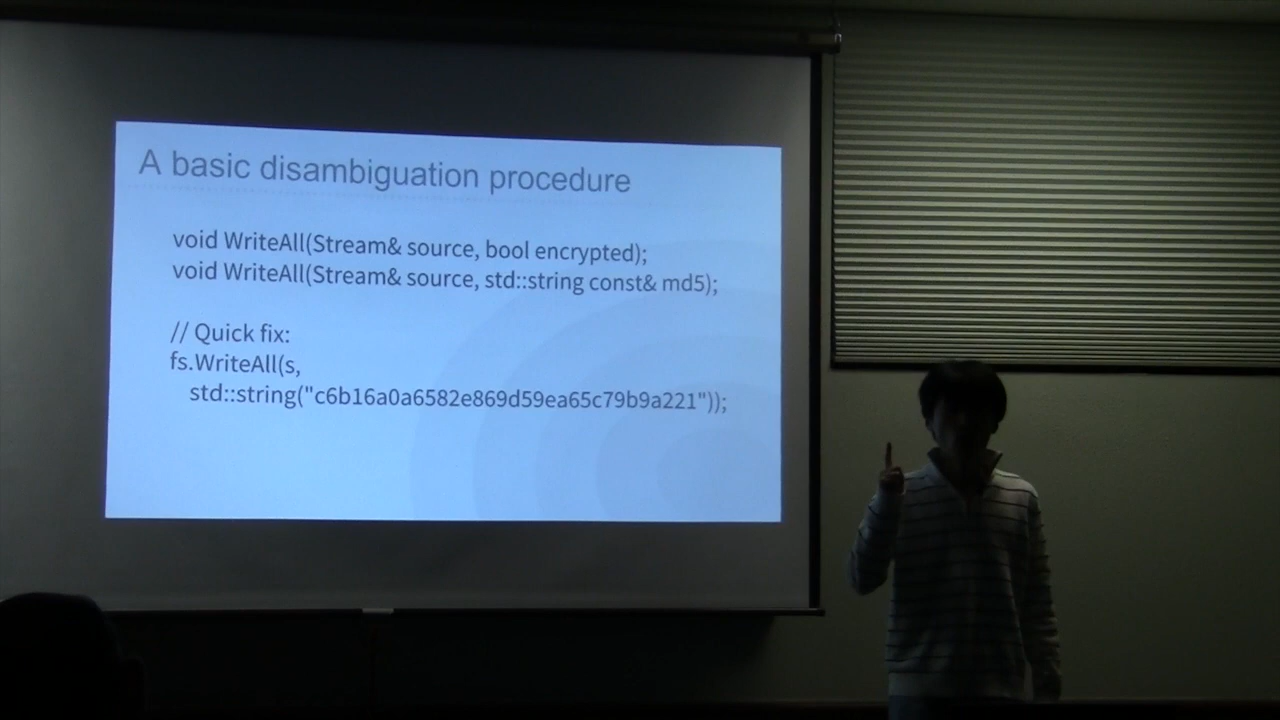 A basic disambiguation procedure
void WriteAll(Stream& source, bool encrypted);
void WriteAll(Stream& source, std::string const& md5);
// Quick fix:
fs.WriteAll(s,
std::string("c6b16a0a6582e869d59ea65c79b9a221"));